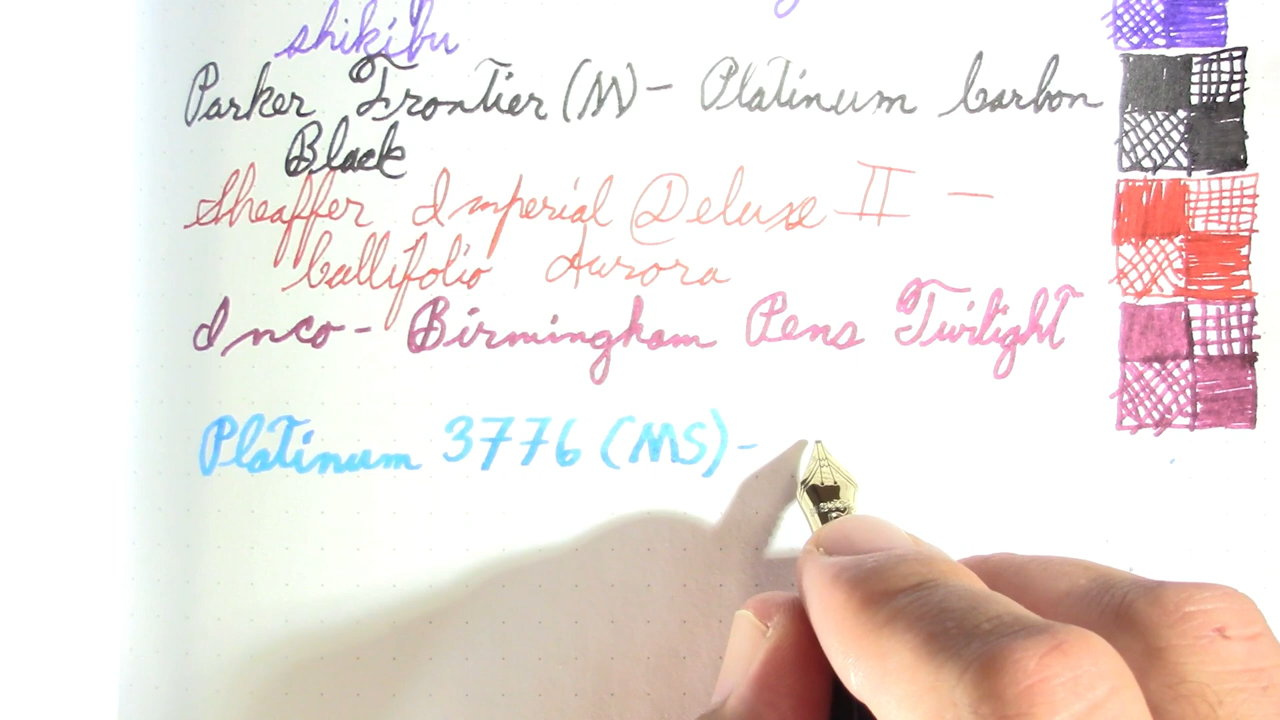 shikibu
Parker Frontier (M) - Platinum Carbon
Black
Sheaffer Imperial Deluxe II -
Callifolio Aurora
Inco - Birmingham Pens Twilight
Platinum 3776 (MS) -